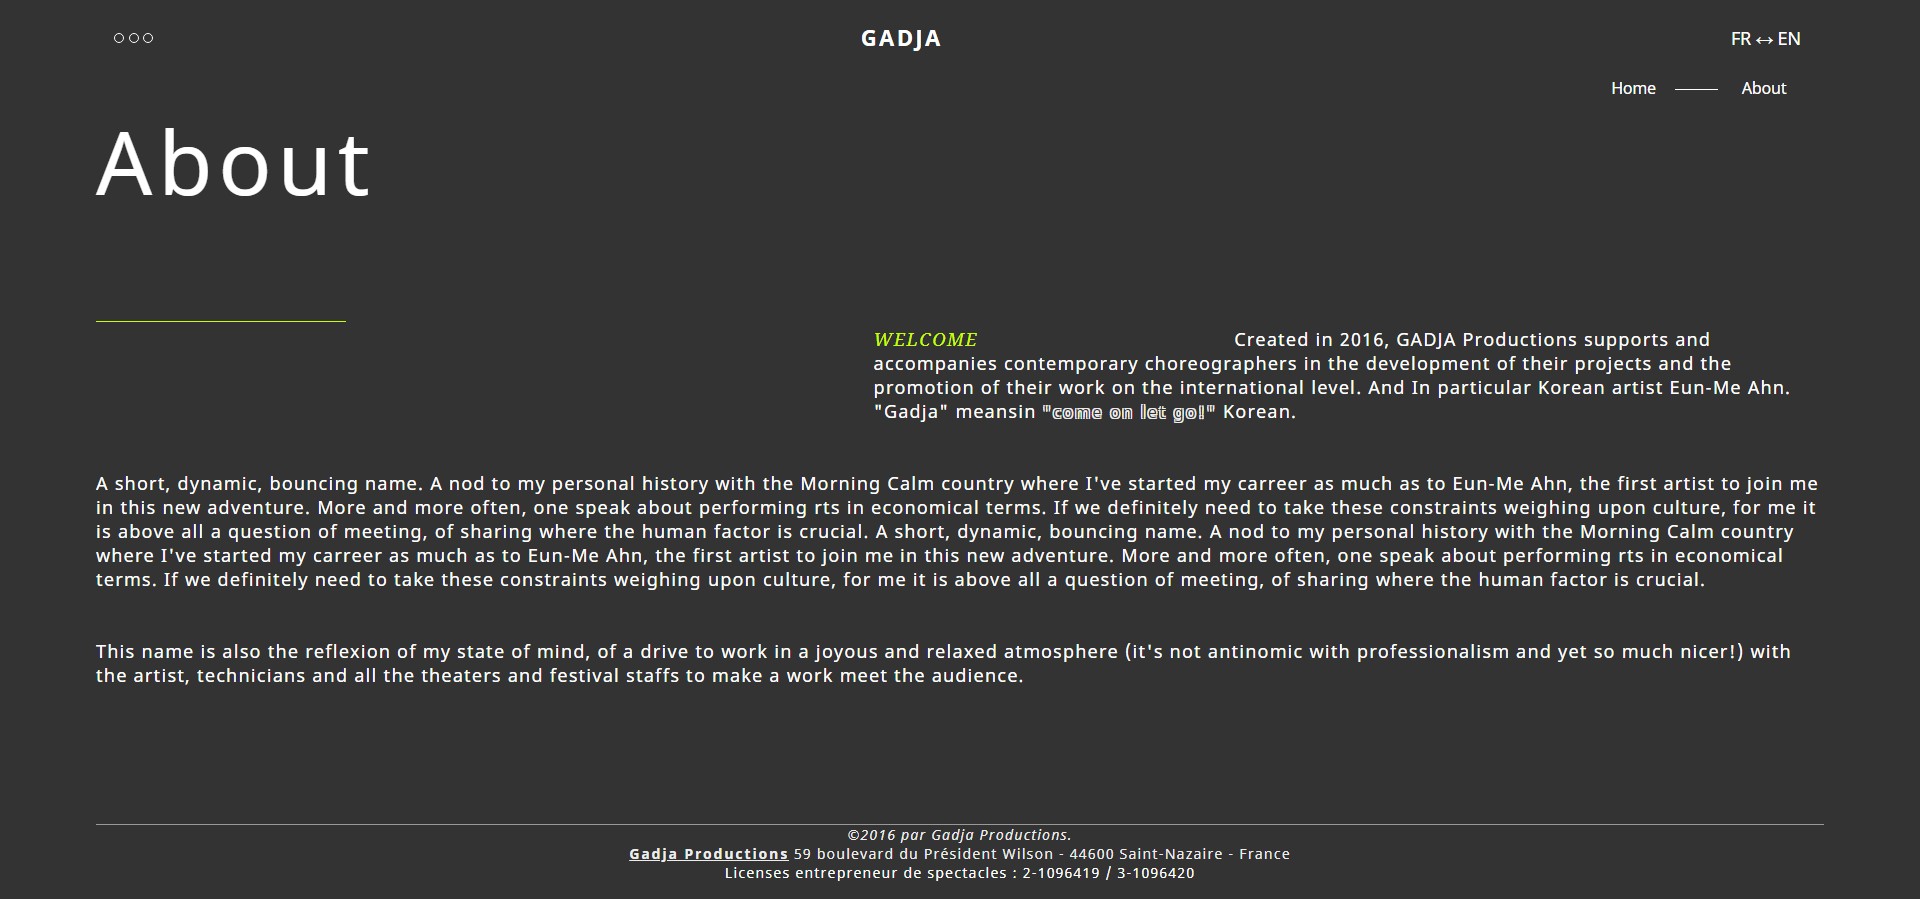 GADJA
FR ↔ EN
Home About
About
WELCOME Created in 2016, GADJA Productions supports and
accompanies contemporary choreographers in the development of their projects and the
promotion of their work on the international level. And In particular Korean artist Eun-Me Ahn.
"Gadja" meansin "come on let go!" Korean.
A short, dynamic, bouncing name. A nod to my personal history with the Morning Calm country where I've started my carreer as much as to Eun-Me Ahn, the first artist to join me
in this new adventure. More and more often, one speak about performing rts in economical terms. If we definitely need to take these constraints weighing upon culture, for me it
is above all a question of meeting, of sharing where the human factor is crucial. A short, dynamic, bouncing name. A nod to my personal history with the Morning Calm country
where I've started my carreer as much as to Eun-Me Ahn, the first artist to join me in this new adventure. More and more often, one speak about performing rts in economical
terms. If we definitely need to take these constraints weighing upon culture, for me it is above all a question of meeting, of sharing where the human factor is crucial.
This name is also the reflexion of my state of mind, of a drive to work in a joyous and relaxed atmosphere (it's not antinomic with professionalism and yet so much nicer!) with
the artist, technicians and all the theaters and festival staffs to make a work meet the audience.
©2016 par Gadja Productions.
Gadja Productions 59 boulevard du Président Wilson - 44600 Saint-Nazaire - France
Licenses entrepreneur de spectacles : 2-1096419 / 3-1096420